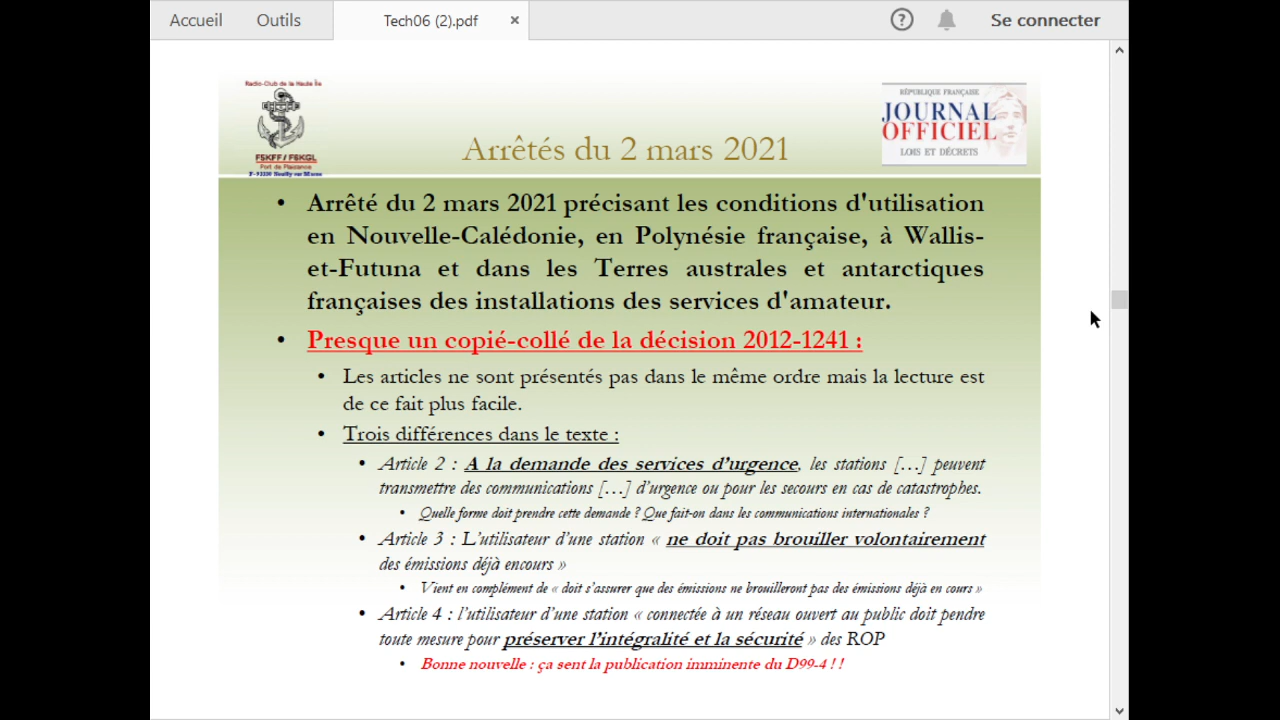 Accueil Outils Tech06 (2).pdf × ? Se connecter
Radio-Club de la Haute Île
F5KFF / F6KGL
Port de Plaisance
F-93330 Neuilly sur Marne
RÉPUBLIQUE FRANÇAISE
JOURNAL
OFFICIEL
LOIS ET DÉCRETS
Arrêtés du 2 mars 2021
• Arrêté du 2 mars 2021 précisant les conditions d'utilisation
en Nouvelle-Calédonie, en Polynésie française, à Wallis-
et-Futuna et dans les Terres australes et antarctiques
françaises des installations des services d'amateur.
• Presque un copié-collé de la décision 2012-1241 :
• Les articles ne sont présentés pas dans le même ordre mais la lecture est
de ce fait plus facile.
• Trois différences dans le texte :
• Article 2 : A la demande des services d’urgence, les stations […] peuvent
transmettre des communications […] d’urgence ou pour les secours en cas de catastrophes.
• Quelle forme doit prendre cette demande ? Que fait-on dans les communications internationales ?
• Article 3 : L’utilisateur d’une station « ne doit pas brouiller volontairement
des émissions déjà encours »
• Vient en complément de « doit s’assurer que des émissions ne brouilleront pas des émissions déjà en cours »
• Article 4 : l’utilisateur d’une station « connectée à un réseau ouvert au public doit pendre
toute mesure pour préserver l’intégralité et la sécurité » des ROP
• Bonne nouvelle : ça sent la publication imminente du D99-4 ! !